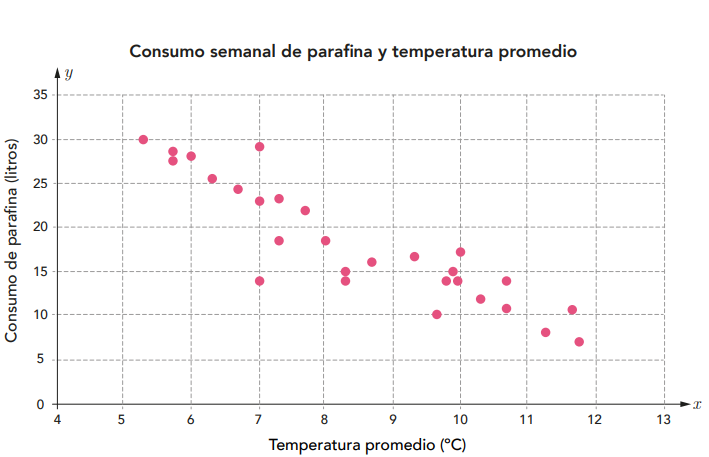 Consumo semanal de parafina y temperatura promedio
y
35
30
25
20
15
10
5
0
Consumo de parafina (litros)
4 5 6 7 8 9 10 11 12 13 x
Temperatura promedio (ºC)